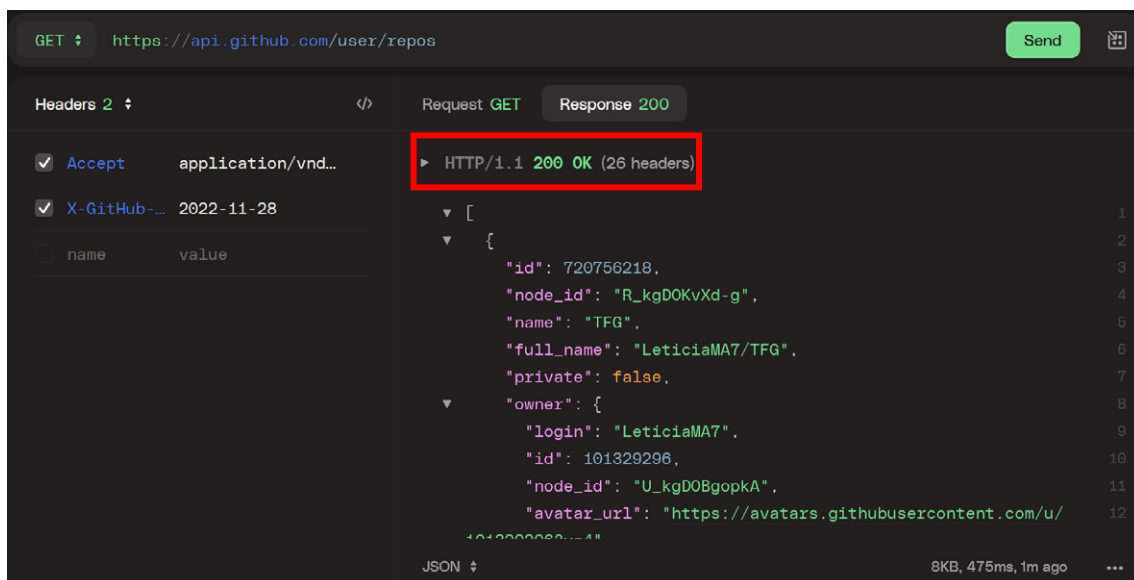 GET https://api.github.com/user/repos Send
Headers 2 </> Request GET Response 200
Accept application/vnd… HTTP/1.1 200 OK (26 headers)
X-GitHub-… 2022-11-28
name value
[ 1
{ 2
"id": 720756218, 3
"node_id": "R_kgDOKvXd-g", 4
"name": "TFG", 5
"full_name": "LeticiaMA7/TFG", 6
"private": false, 7
"owner": { 8
"login": "LeticiaMA7", 9
"id": 101329296, 10
"node_id": "U_kgDOBgopkA", 11
"avatar_url": "https://avatars.githubusercontent.com/u/ 12
101329296?v=4"
JSON 8KB, 475ms, 1m ago ...